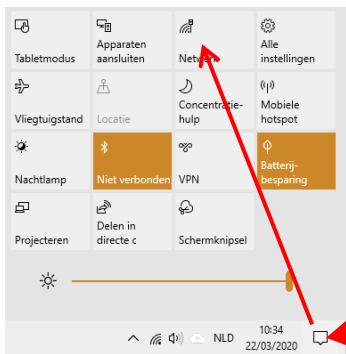 Tabletmodus
Apparaten
aansluiten
Netwerk
Alle
instellingen
Vliegtuigstand
Locatie
Concentratie-
hulp
Mobiele
hotspot
Nachtlamp
Niet verbonden
VPN
Batterij-
besparing
Projecteren
Delen in
directe c
Schermknipsel
NLD
10:34
22/03/2020